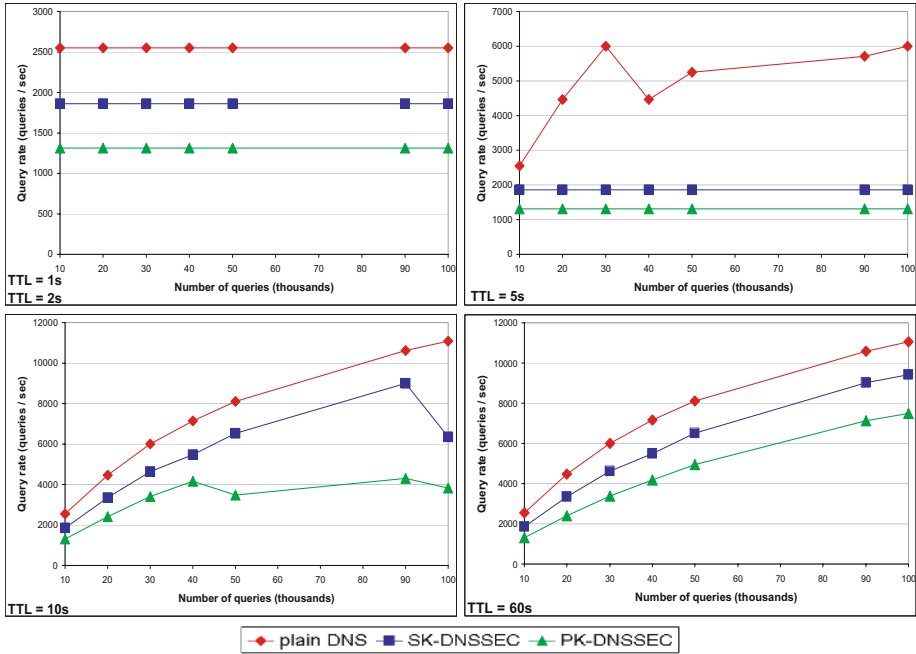 3000
2500
2000
1500
1000
500
0
Query rate (queries / sec)
10 20 30 40 50 60 70 80 90 100
Number of queries (thousands)
TTL = 1s
TTL = 2s
7000
6000
5000
4000
3000
2000
1000
0
Query rate (queries / sec)
10 20 30 40 50 60 70 80 90 100
Number of queries (thousands)
TTL = 5s
12000
10000
8000
6000
4000
2000
0
Query rate (queries / sec)
10 20 30 40 50 60 70 80 90 100
Number of queries (thousands)
TTL = 10s
12000
10000
8000
6000
4000
2000
0
Query rate (queries / sec)
10 20 30 40 50 60 70 80 90 100
Number of queries (thousands)
TTL = 60s
plain DNS SK-DNSSEC PK-DNSSEC